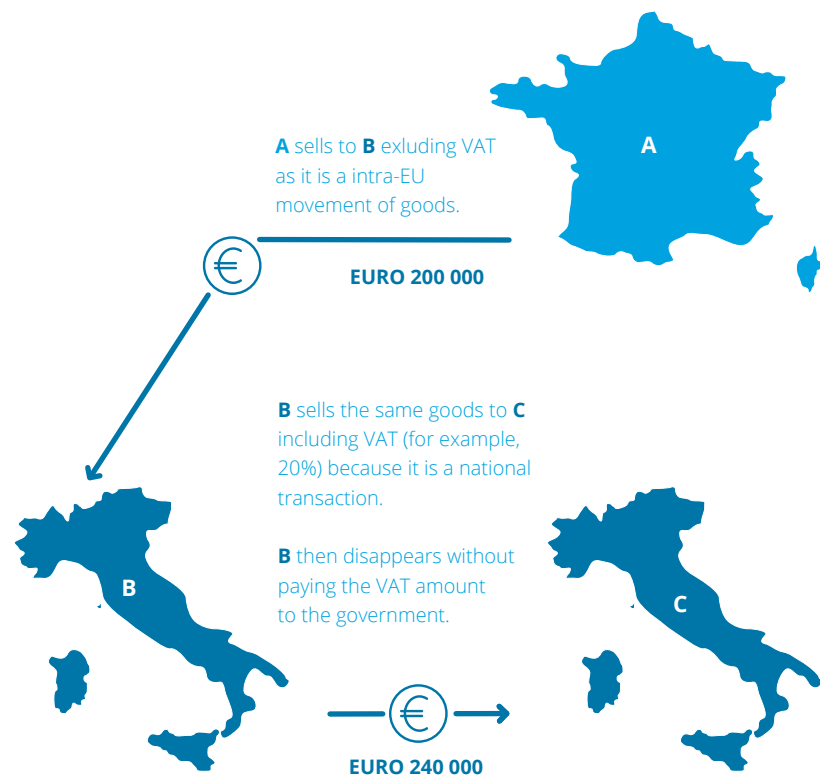 A
A sells to B exluding VAT
as it is a intra-EU
movement of goods.
€
EURO 200 000
B sells the same goods to C
including VAT (for example,
20%) because it is a national
transaction.
B then disappears without
paying the VAT amount
to the government.
B
C
€
EURO 240 000